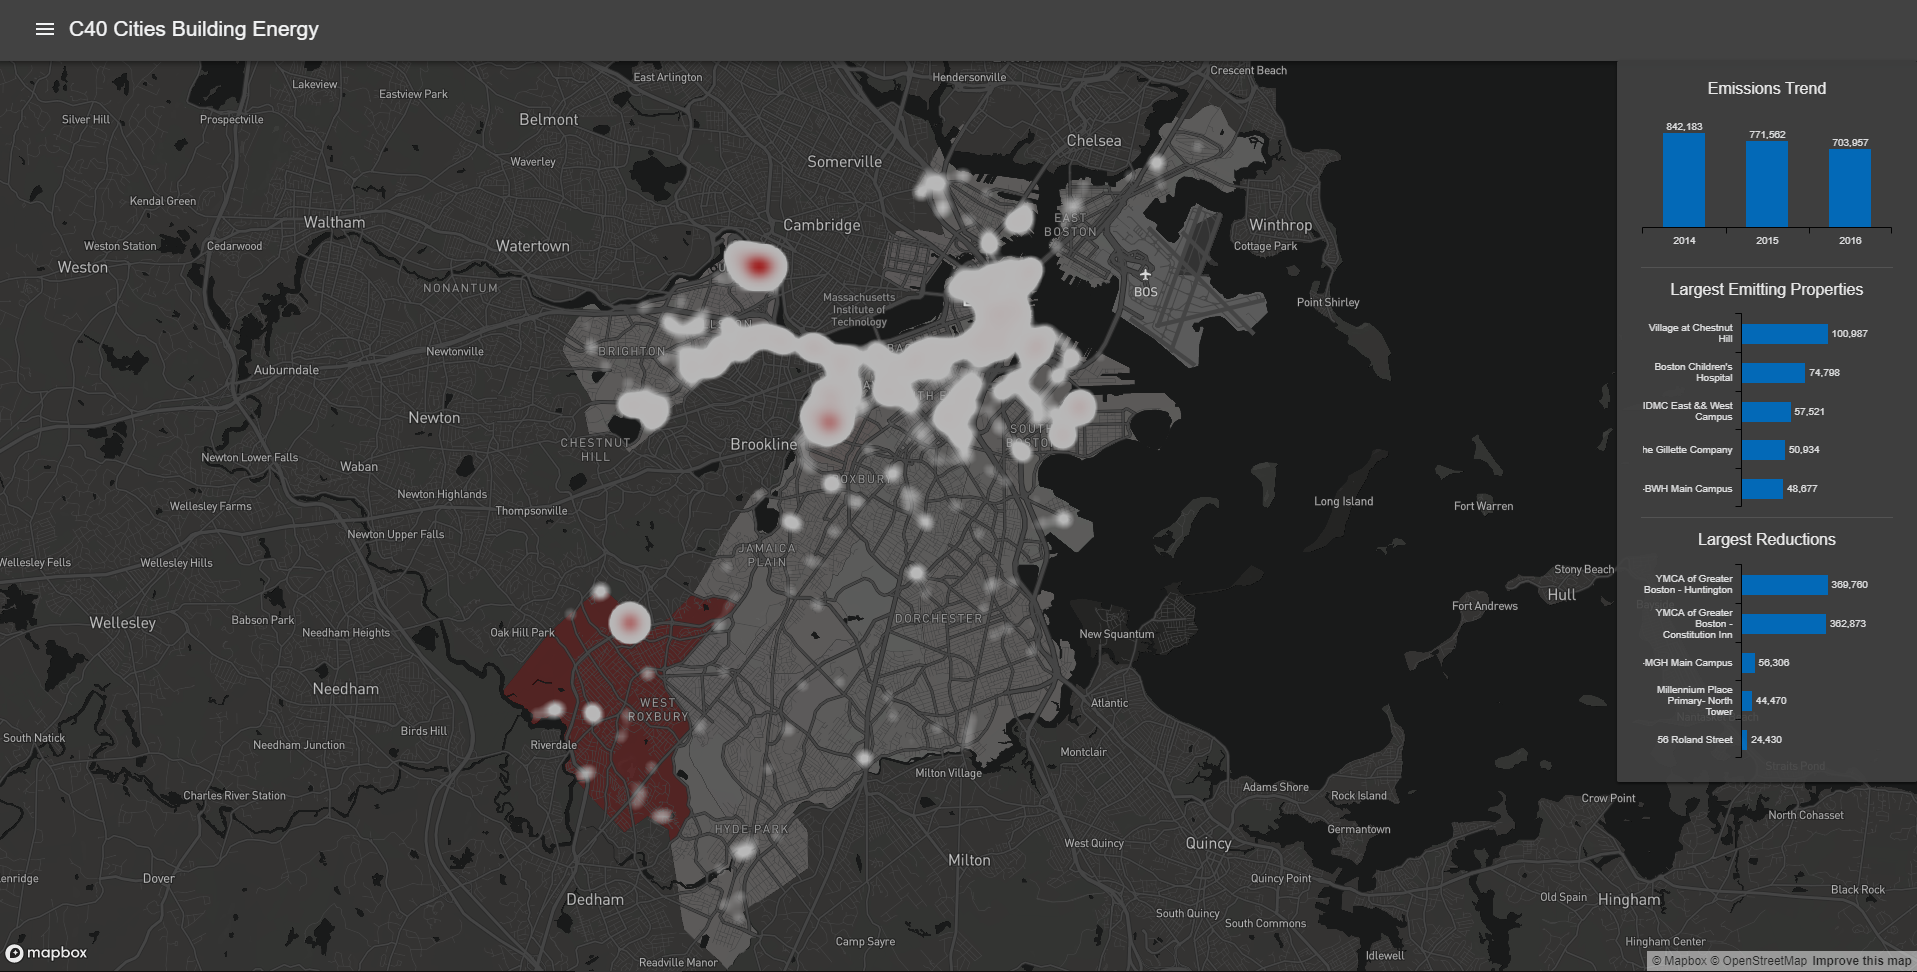 C40 Cities Building Energy
East Arlington
Hendersonville
Crescent Beach
Lakeview
Eastview Park
Silver Hill
Prospectville
Belmont
Chelsea
Waverley
Somerville
Kendal Green
Waltham
Cambridge
EAST
BOSTON
Winthrop
Weston Station
Cedarwood
Watertown
Cottage Park
Weston
NONANTUM
BOS
Massachusetts
Institute of
Technology
Point Shirley
BRIGHTON
Newtonville
Auburndale
Newton
CHESTNUT
HILL
Brookline
SOUTH
BOSTON
Newton Lower Falls
Waban
Newton Highlands
Wellesley Farms
Thompsonville
Long Island
Fort Warren
Newton Upper Falls
JAMAICA
PLAIN
Wellesley Fells
Wellesley Hills
Stony Beach
Hull
Fort Andrews
Wellesley
Babson Park
Needham Heights
Oak Hill Park
DORCHESTER
New Squantum
Needham
WEST
ROXBURY
Atlantic
Birds Hill
South Natick
Needham Junction
Riverdale
Montclair
Milton Village
Charles River Station
Adams Shore
Rock Island
Crow Point
North Cohasset
HYDE PARK
Germantown
West Quincy
Quincy
Milton
enridge
Dover
Quincy Point
Black Rock
Dedham
Old Spain
Hingham
South Quincy
South Commons
Camp Sayre
Hingham Center
Readville Manor
Idlewell
mapbox
Emissions Trend
842,183
771,562
703,957
2014
2015
2016
Largest Emitting Properties
Village at Chestnut
Hill
100,987
Boston Children's
Hospital
74,798
IDMC East && West
Campus
57,521
he Gillette Company
50,934
-BWH Main Campus
48,677
Largest Reductions
YMCA of Greater
Boston - Huntington
369,760
YMCA of Greater
Boston -
Constitution Inn
362,873
-MGH Main Campus
56,306
Millennium Place
Primary- North
Tower
44,470
56 Roland Street
24,430
Straits Pond
© Mapbox © OpenStreetMap Improve this map